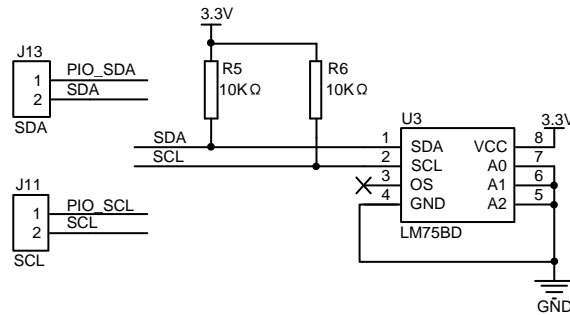 3.3V
J13
1 PIO_SDA
2 SDA
SDA
R5
10KΩ
R6
10KΩ
U3
3.3V
SDA 1 SDA VCC 8
SCL 2 SCL A0 7
3 OS A1 6
4 GND A2 5
LM75BD
J11
1 PIO_SCL
2 SCL
SCL
GND